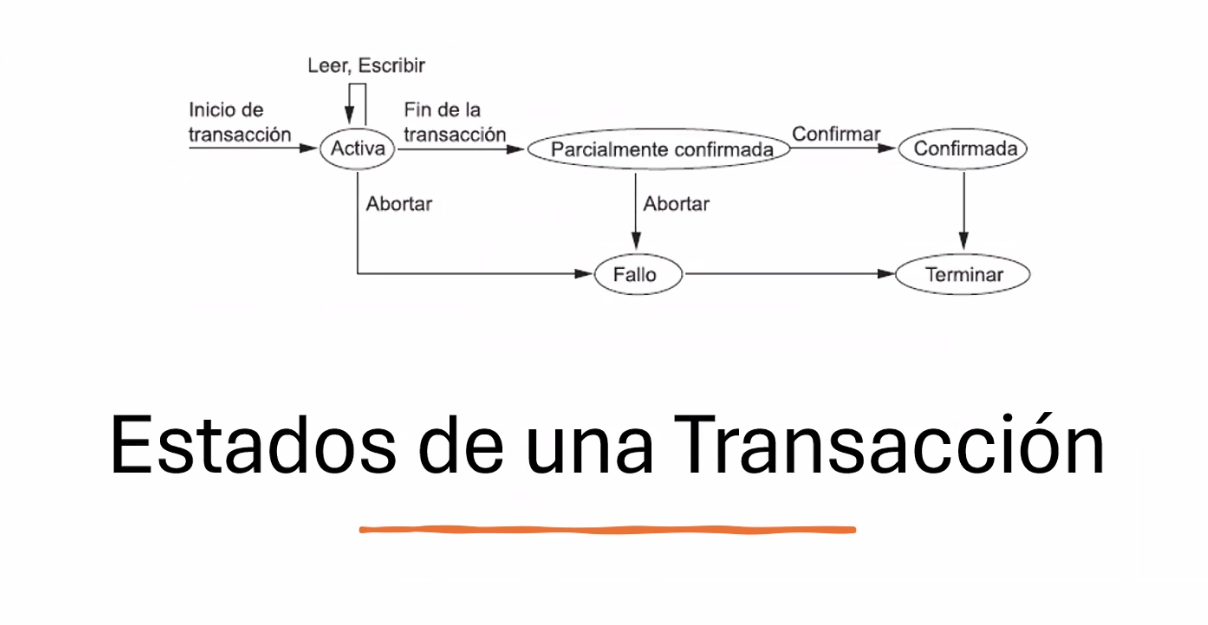 Leer, Escribir
Inicio de
transacción
Fin de la
transacción
Activa
Parcialmente confirmada
Confirmar
Confirmada
Abortar
Abortar
Fallo
Terminar
Estados de una Transacción